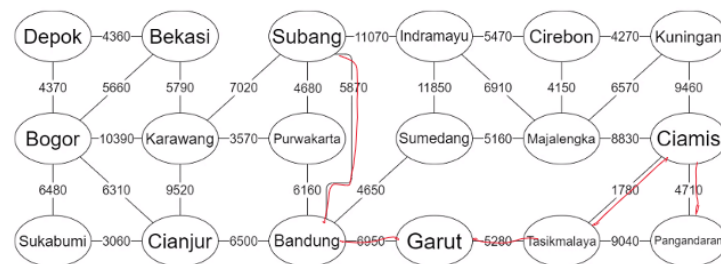 Depok 4360 Bekasi Subang 11070 Indramayu 5470 Cirebon 4270 Kuningan
4370 5660 5790 7020 4680 5870 11850 6910 4150 6570 9460
Bogor 10390 Karawang 3570 Purwakarta Sumedang 5160 Majalengka 8830 Ciamis
6480 6310 9520 6160 4650 1780 4710
Sukabumi 3060 Cianjur 6500 Bandung 6950 Garut 5280 Tasikmalaya 9040 Pangandaran